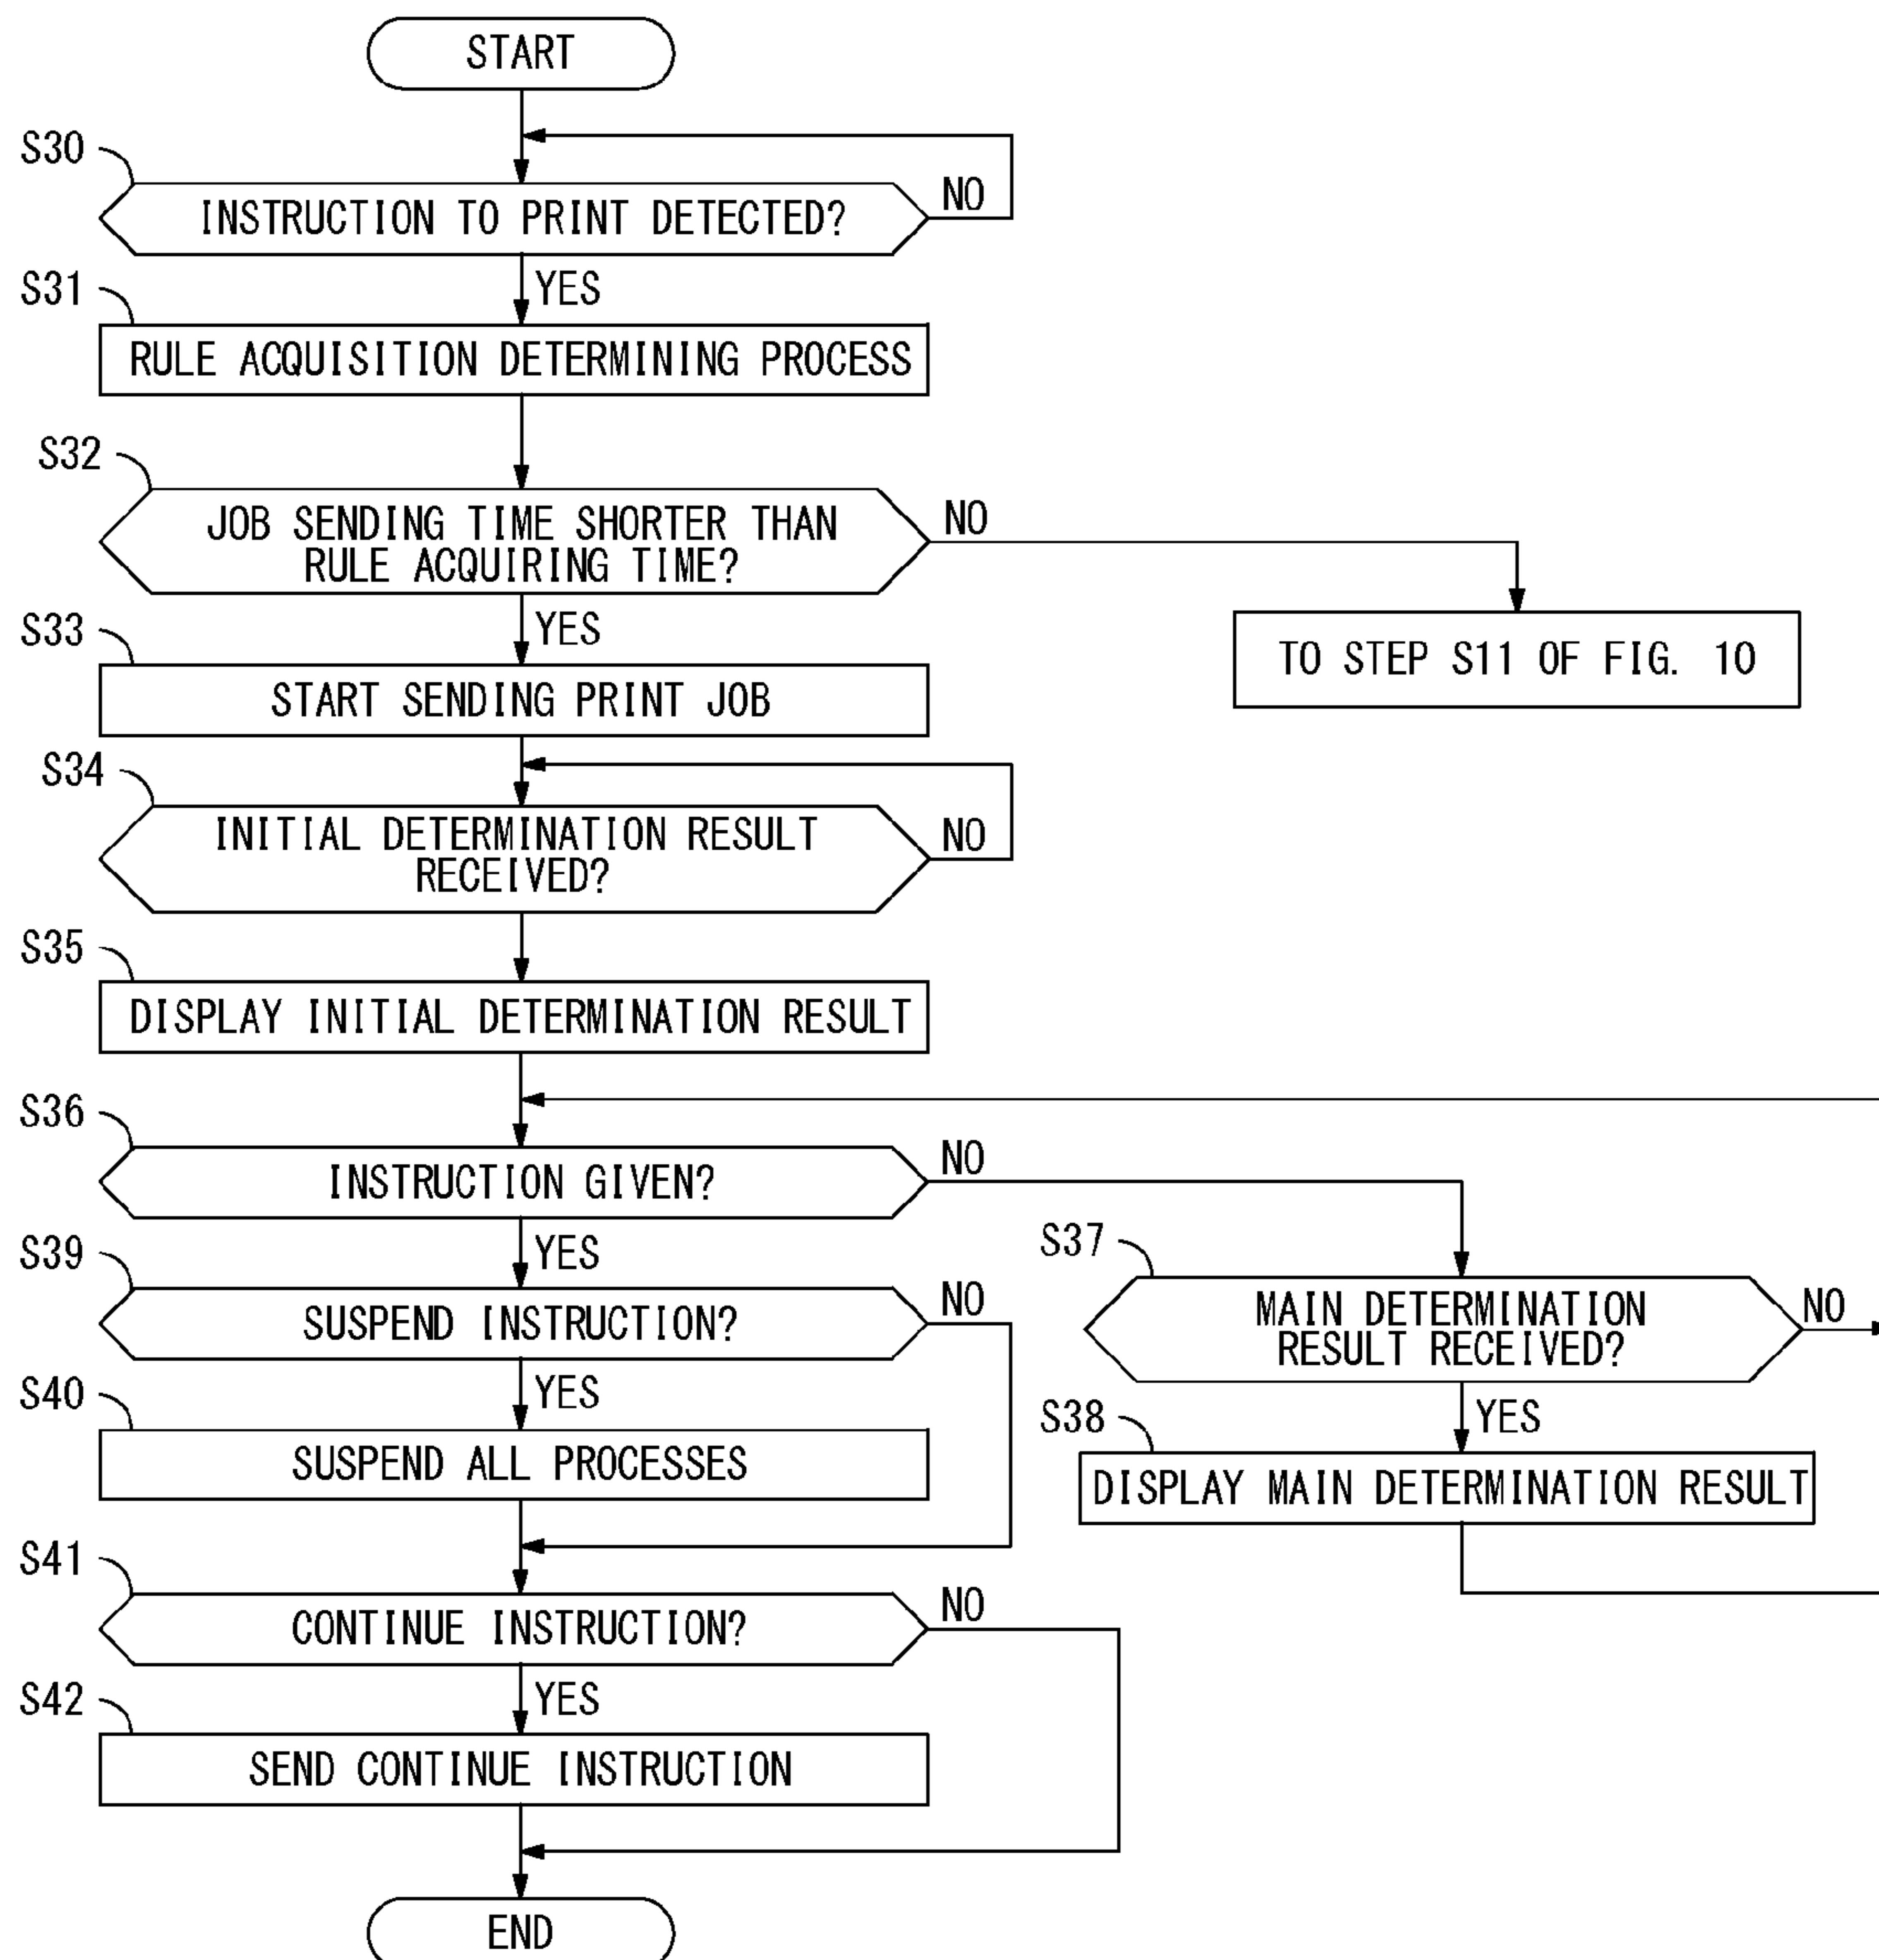 START
S30
INSTRUCTION TO PRINT DETECTED?
NO
YES
S31
RULE ACQUISITION DETERMINING PROCESS
S32
JOB SENDING TIME SHORTER THAN
RULE ACQUIRING TIME?
NO
YES
TO STEP S11 OF FIG. 10
S33
START SENDING PRINT JOB
S34
INITIAL DETERMINATION RESULT
RECEIVED?
NO
S35
DISPLAY INITIAL DETERMINATION RESULT
S36
INSTRUCTION GIVEN?
NO
YES
S37
MAIN DETERMINATION
RESULT RECEIVED?
NO
YES
S38
DISPLAY MAIN DETERMINATION RESULT
S39
SUSPEND INSTRUCTION?
NO
YES
S40
SUSPEND ALL PROCESSES
S41
CONTINUE INSTRUCTION?
NO
YES
S42
SEND CONTINUE INSTRUCTION
END